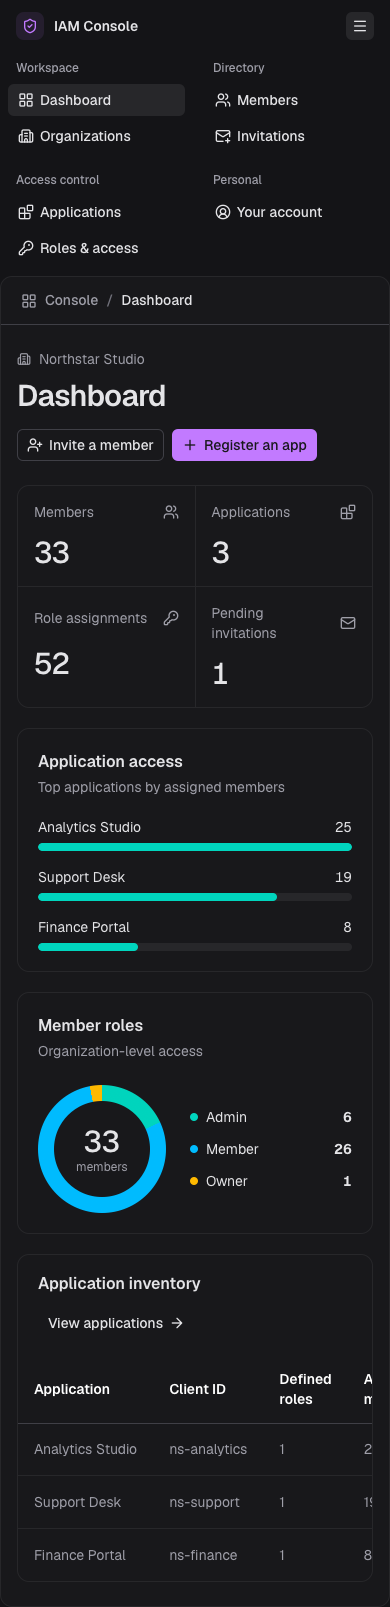 IAM Console
Workspace
Directory
Dashboard
Members
Organizations
Invitations
Access control
Personal
Applications
Your account
Roles & access
Console / Dashboard
Northstar Studio
Dashboard
Invite a member
Register an app
Members
33
Applications
3
Role assignments
52
Pending
invitations
1
Application access
Top applications by assigned members
Analytics Studio 25
Support Desk 19
Finance Portal 8
Member roles
Organization-level access
33
members
Admin 6
Member 26
Owner 1
Application inventory
View applications
Application Client ID Defined roles
Analytics Studio ns-analytics 1
Support Desk ns-support 1
Finance Portal ns-finance 1 8